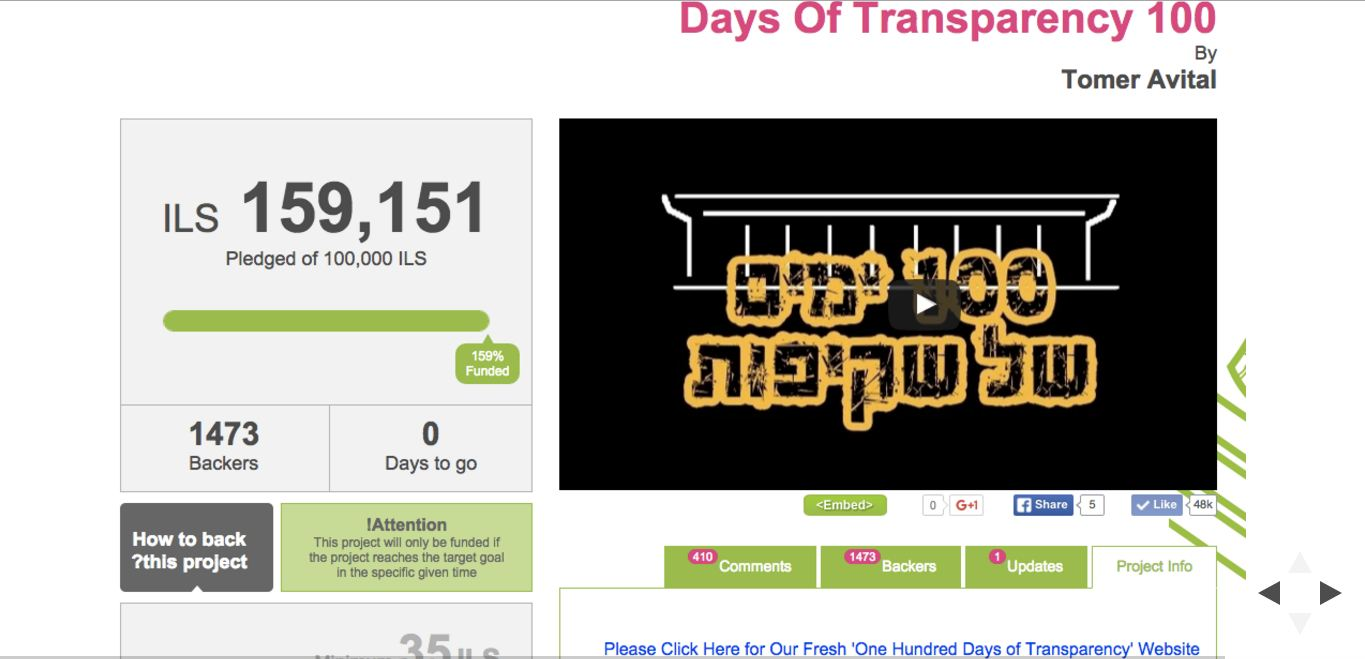 Days Of Transparency 100
By
Tomer Avital
ILS 159,151
Pledged of 100,000 ILS
159%
Funded
1473
Backers
0
Days to go
How to back
?this project
!Attention
This project will only be funded if
the project reaches the target goal
in the specific given time
35 ILS
100 ימים
של שקיפות
<Embed>
0
G+1
Share
5
Like
48k
410
Comments
1473
Backers
1
Updates
Project Info
Please Click Here for Our Fresh 'One Hundred Days of Transparency' Website